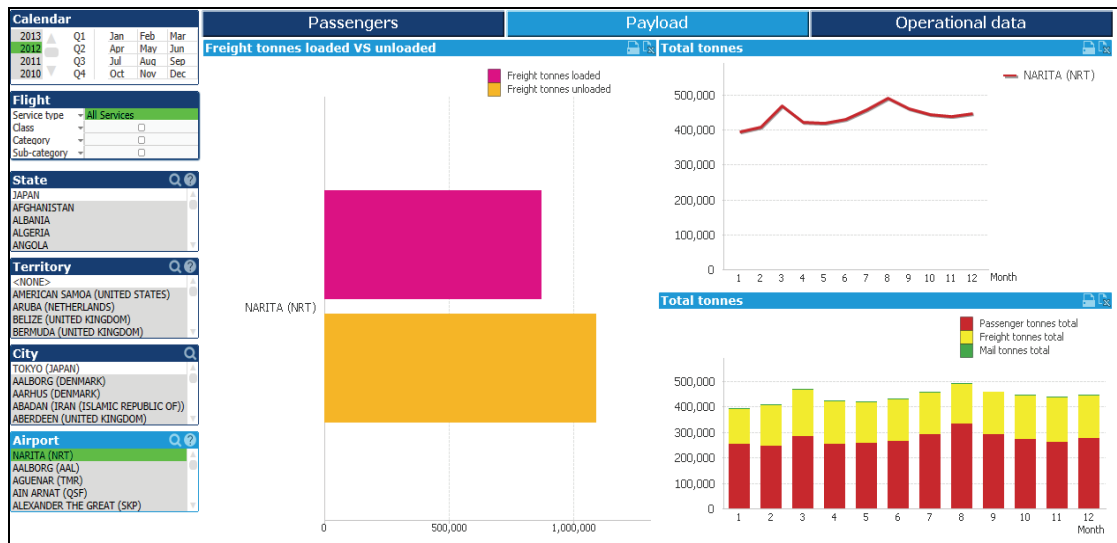 Calendar
2013 Q1 Jan Feb Mar
2012 Q2 Apr May Jun
2011 Q3 Jul Aug Sep
2010 Q4 Oct Nov Dec
Flight
Service type All Services
Class
Category
Sub-category
State
JAPAN
AFGHANISTAN
ALBANIA
ALGERIA
ANGOLA
Territory
<NONE>
AMERICAN SAMOA (UNITED STATES)
ARUBA (NETHERLANDS)
BELIZE (UNITED KINGDOM)
BERMUDA (UNITED KINGDOM)
City
TOKYO (JAPAN)
AALBORG (DENMARK)
AARHUS (DENMARK)
ABADAN (IRAN (ISLAMIC REPUBLIC OF))
ABERDEEN (UNITED KINGDOM)
Airport
NARITA (NRT)
AALBORG (AAL)
AGUENAR (TMR)
AIN ARNAT (QSF)
ALEXANDER THE GREAT (SKP)
Passengers Payload Operational data
Freight tonnes loaded VS unloaded
Freight tonnes loaded
Freight tonnes unloaded
NARITA (NRT)
0 500,000 1,000,000
Total tonnes
NARITA (NRT)
500,000
400,000
300,000
200,000
100,000
0
1 2 3 4 5 6 7 8 9 10 11 12 Month
Total tonnes
Passenger tonnes total
Freight tonnes total
Mail tonnes total
500,000
400,000
300,000
200,000
100,000
0
1 2 3 4 5 6 7 8 9 10 11 12
Month